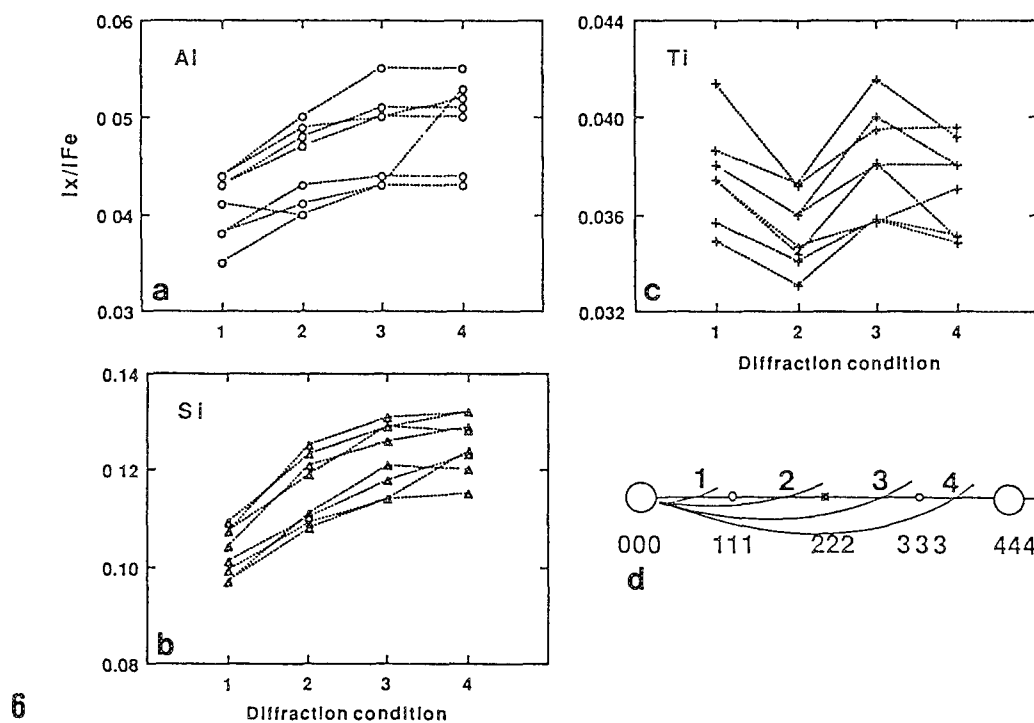 0.06
0.05
0.04
0.03
Ix/IFe
Al
a
1 2 3 4
0.044
0.040
0.036
0.032
Ti
c
1 2 3 4
Diffraction condition
0.14
0.12
0.10
0.08
Si
b
1 2 3 4
Diffraction condition
1 2 3 4
000 111 222 333 444
d
6